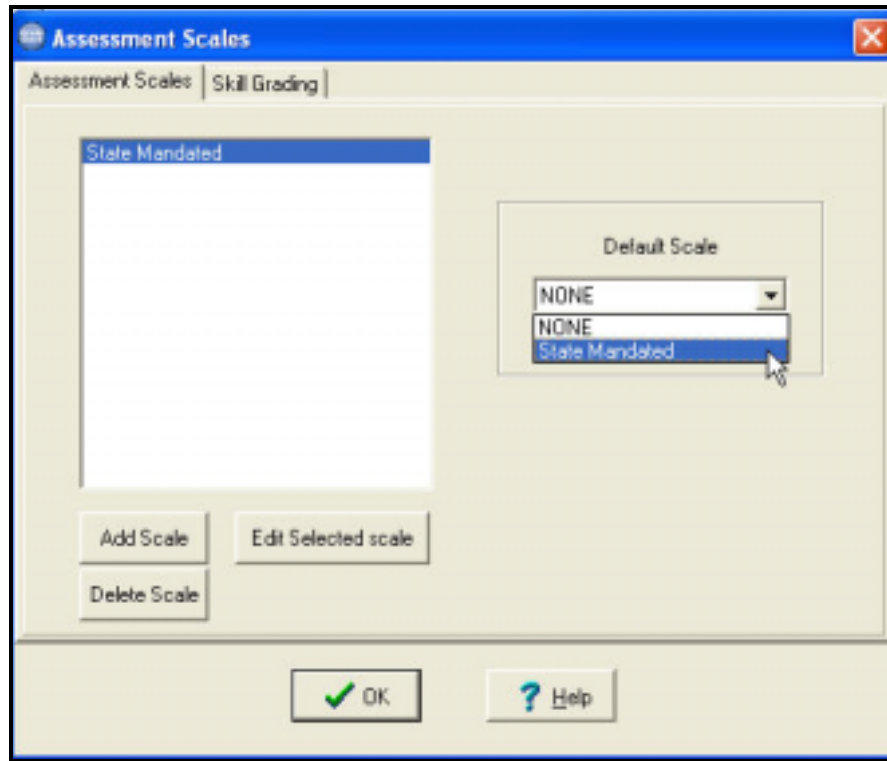 Assessment Scales
Assessment Scales
Skill Grading
State Mandated
Default Scale
NONE
NONE
State Mandated
Add Scale
Edit Selected scale
Delete Scale
OK
? Help